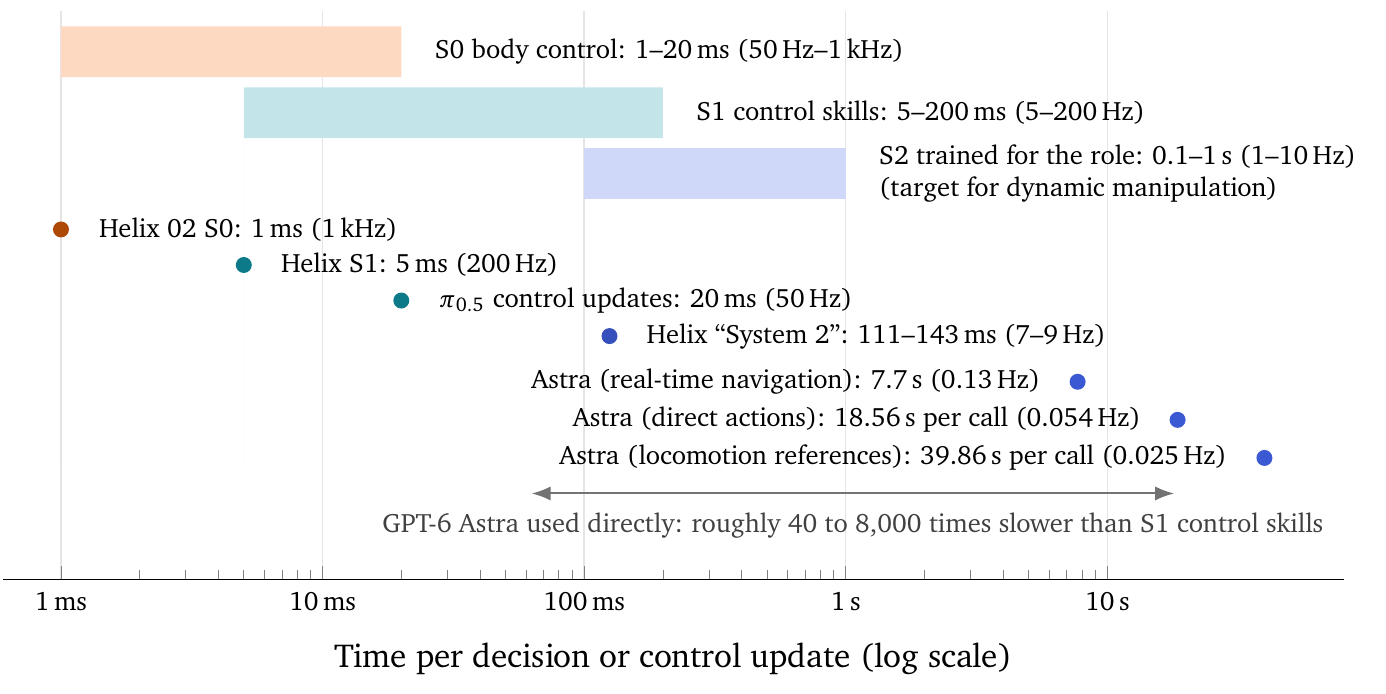 S0 body control: 1–20 ms (50 Hz–1 kHz)
S1 control skills: 5–200 ms (5–200 Hz)
S2 trained for the role: 0.1–1 s (1–10 Hz)
(target for dynamic manipulation)
Helix 02 S0: 1 ms (1 kHz)
Helix S1: 5 ms (200 Hz)
π0.5 control updates: 20 ms (50 Hz)
Helix “System 2”: 111–143 ms (7–9 Hz)
Astra (real-time navigation): 7.7 s (0.13 Hz)
Astra (direct actions): 18.56 s per call (0.054 Hz)
Astra (locomotion references): 39.86 s per call (0.025 Hz)
GPT-6 Astra used directly: roughly 40 to 8,000 times slower than S1 control skills
1 ms 10 ms 100 ms 1 s 10 s
Time per decision or control update (log scale)